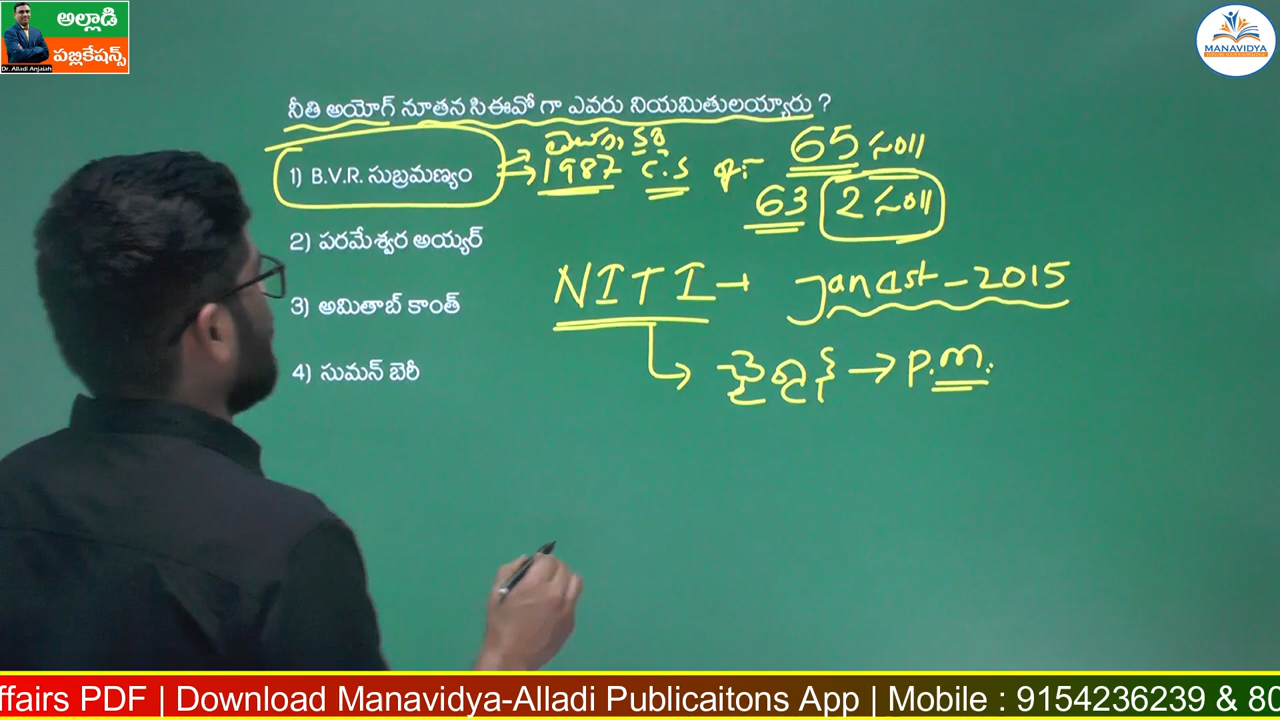 అల్లాడి
పబ్లికేషన్స్
Dr. Alladi Anjaiah
MANAVIDYA
నీతి అయోగ్ నూతన సిఈవో గా ఎవరు నియమితులయ్యారు ?
1) B.V.R. సుబ్రమణ్యం
1987 C.S
65 సం॥
63 2 సం॥
2) పరమేశ్వర అయ్యర్
NITI → Jan 1st - 2015
3) అమితాబ్ కాంత్
→ P.M.
4) సుమన్ బెరీ
ffairs PDF | Download Manavidya-Alladi Publicaitons App | Mobile : 9154236239 & 80